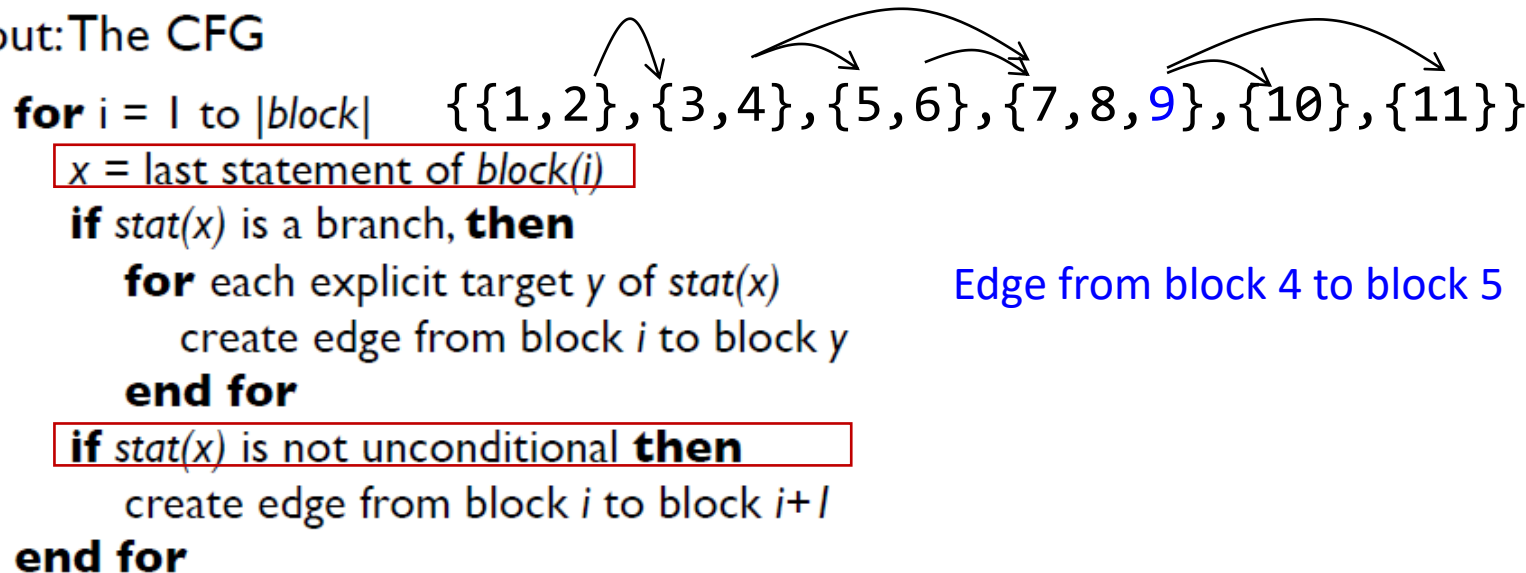 out: The CFG
for i = 1 to |block|
{{1,2},{3,4},{5,6},{7,8,9},{10},{11}}
x = last statement of block(i)
if stat(x) is a branch, then
for each explicit target y of stat(x)
Edge from block 4 to block 5
create edge from block i to block y
end for
if stat(x) is not unconditional then
create edge from block i to block i+1
end for